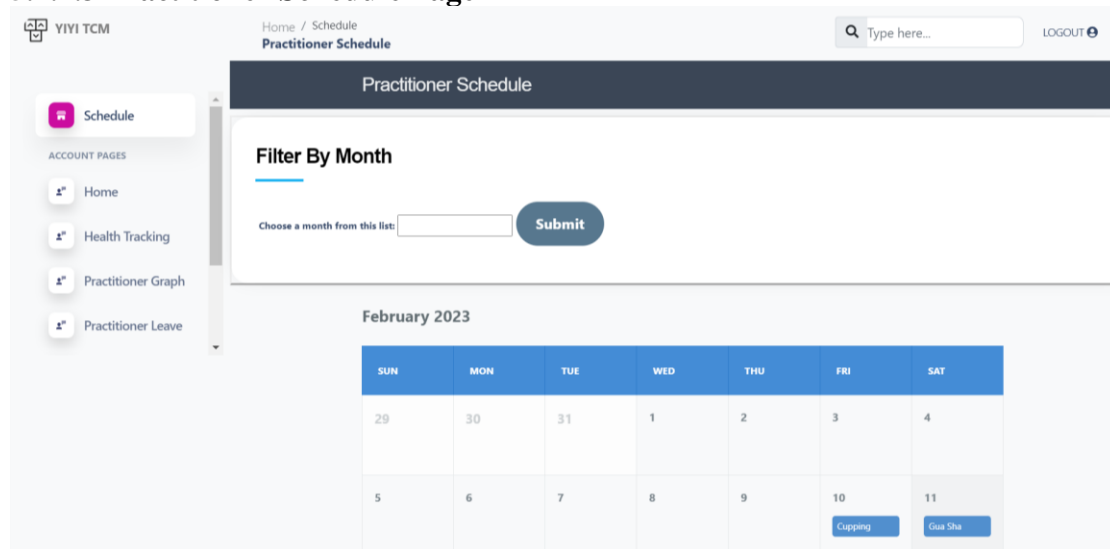 YIYI TCM
Home / Schedule
Practitioner Schedule
Type here...
LOGOUT
Practitioner Schedule
Schedule
ACCOUNT PAGES
Home
Health Tracking
Practitioner Graph
Practitioner Leave
Filter By Month
Choose a month from this list:
Submit
February 2023
SUN MON TUE WED THU FRI SAT
29 30 31 1 2 3 4
5 6 7 8 9 10 11
Cupping Gua Sha